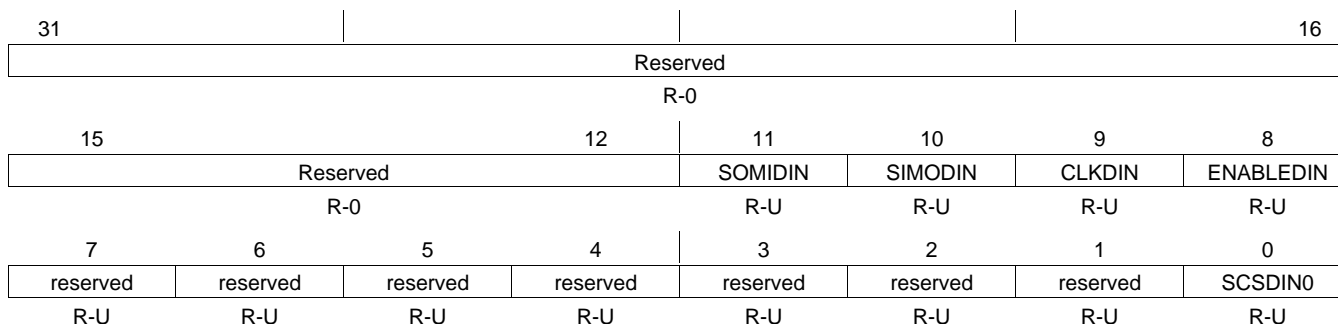 31 16
Reserved
R-0
15 12 11 10 9 8
Reserved SOMIDIN SIMODIN CLKDIN ENABLEDIN
R-0 R-U R-U R-U R-U
7 6 5 4 3 2 1 0
reserved reserved reserved reserved reserved reserved reserved SCSDIN0
R-U R-U R-U R-U R-U R-U R-U R-U